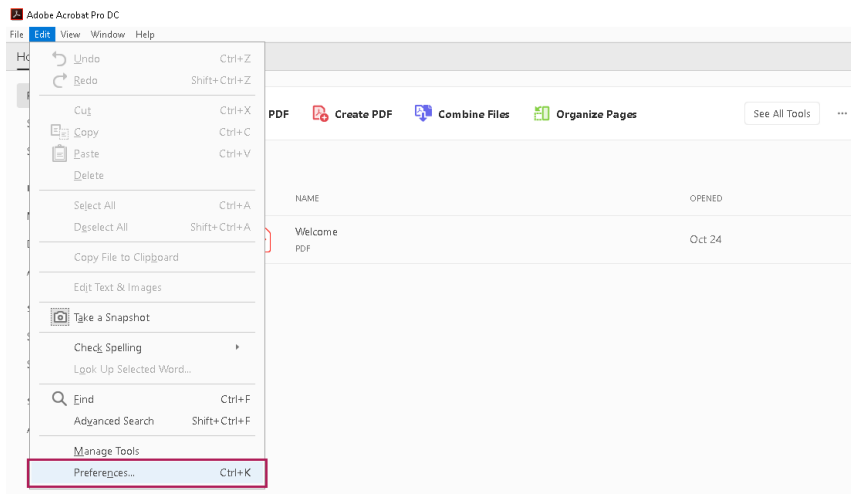 Adobe Acrobat Pro DC
File Edit View Window Help
Undo Ctrl+Z
Redo Shift+Ctrl+Z
Cut Ctrl+X
Copy Ctrl+C
Paste Ctrl+V
Delete
Select All Ctrl+A
Deselect All Shift+Ctrl+A
Copy File to Clipboard
Edit Text & Images
Take a Snapshot
Check Spelling
Look Up Selected Word...
Find Ctrl+F
Advanced Search Shift+Ctrl+F
Manage Tools
Preferences... Ctrl+K
PDF Create PDF Combine Files Organize Pages See All Tools ...
NAME OPENED
Welcome
PDF
Oct 24